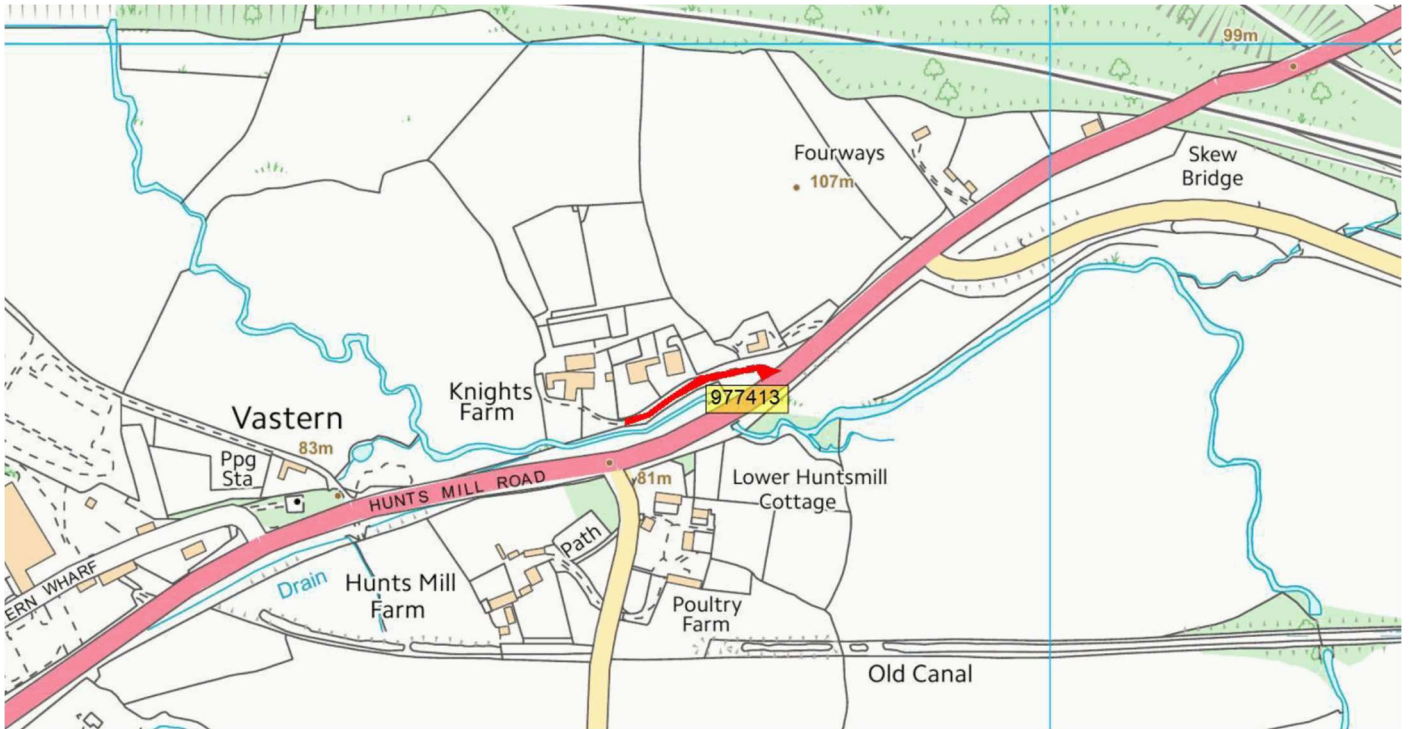 99m
Fourways
107m
Skew
Bridge
Knights
Farm
977413
Vastern
83m
Ppg
Sta
HUNTS MILL ROAD
81m
Lower Huntsmill
Cottage
Path
ERN WHARF
Drain
Hunts Mill
Farm
Poultry
Farm
Old Canal